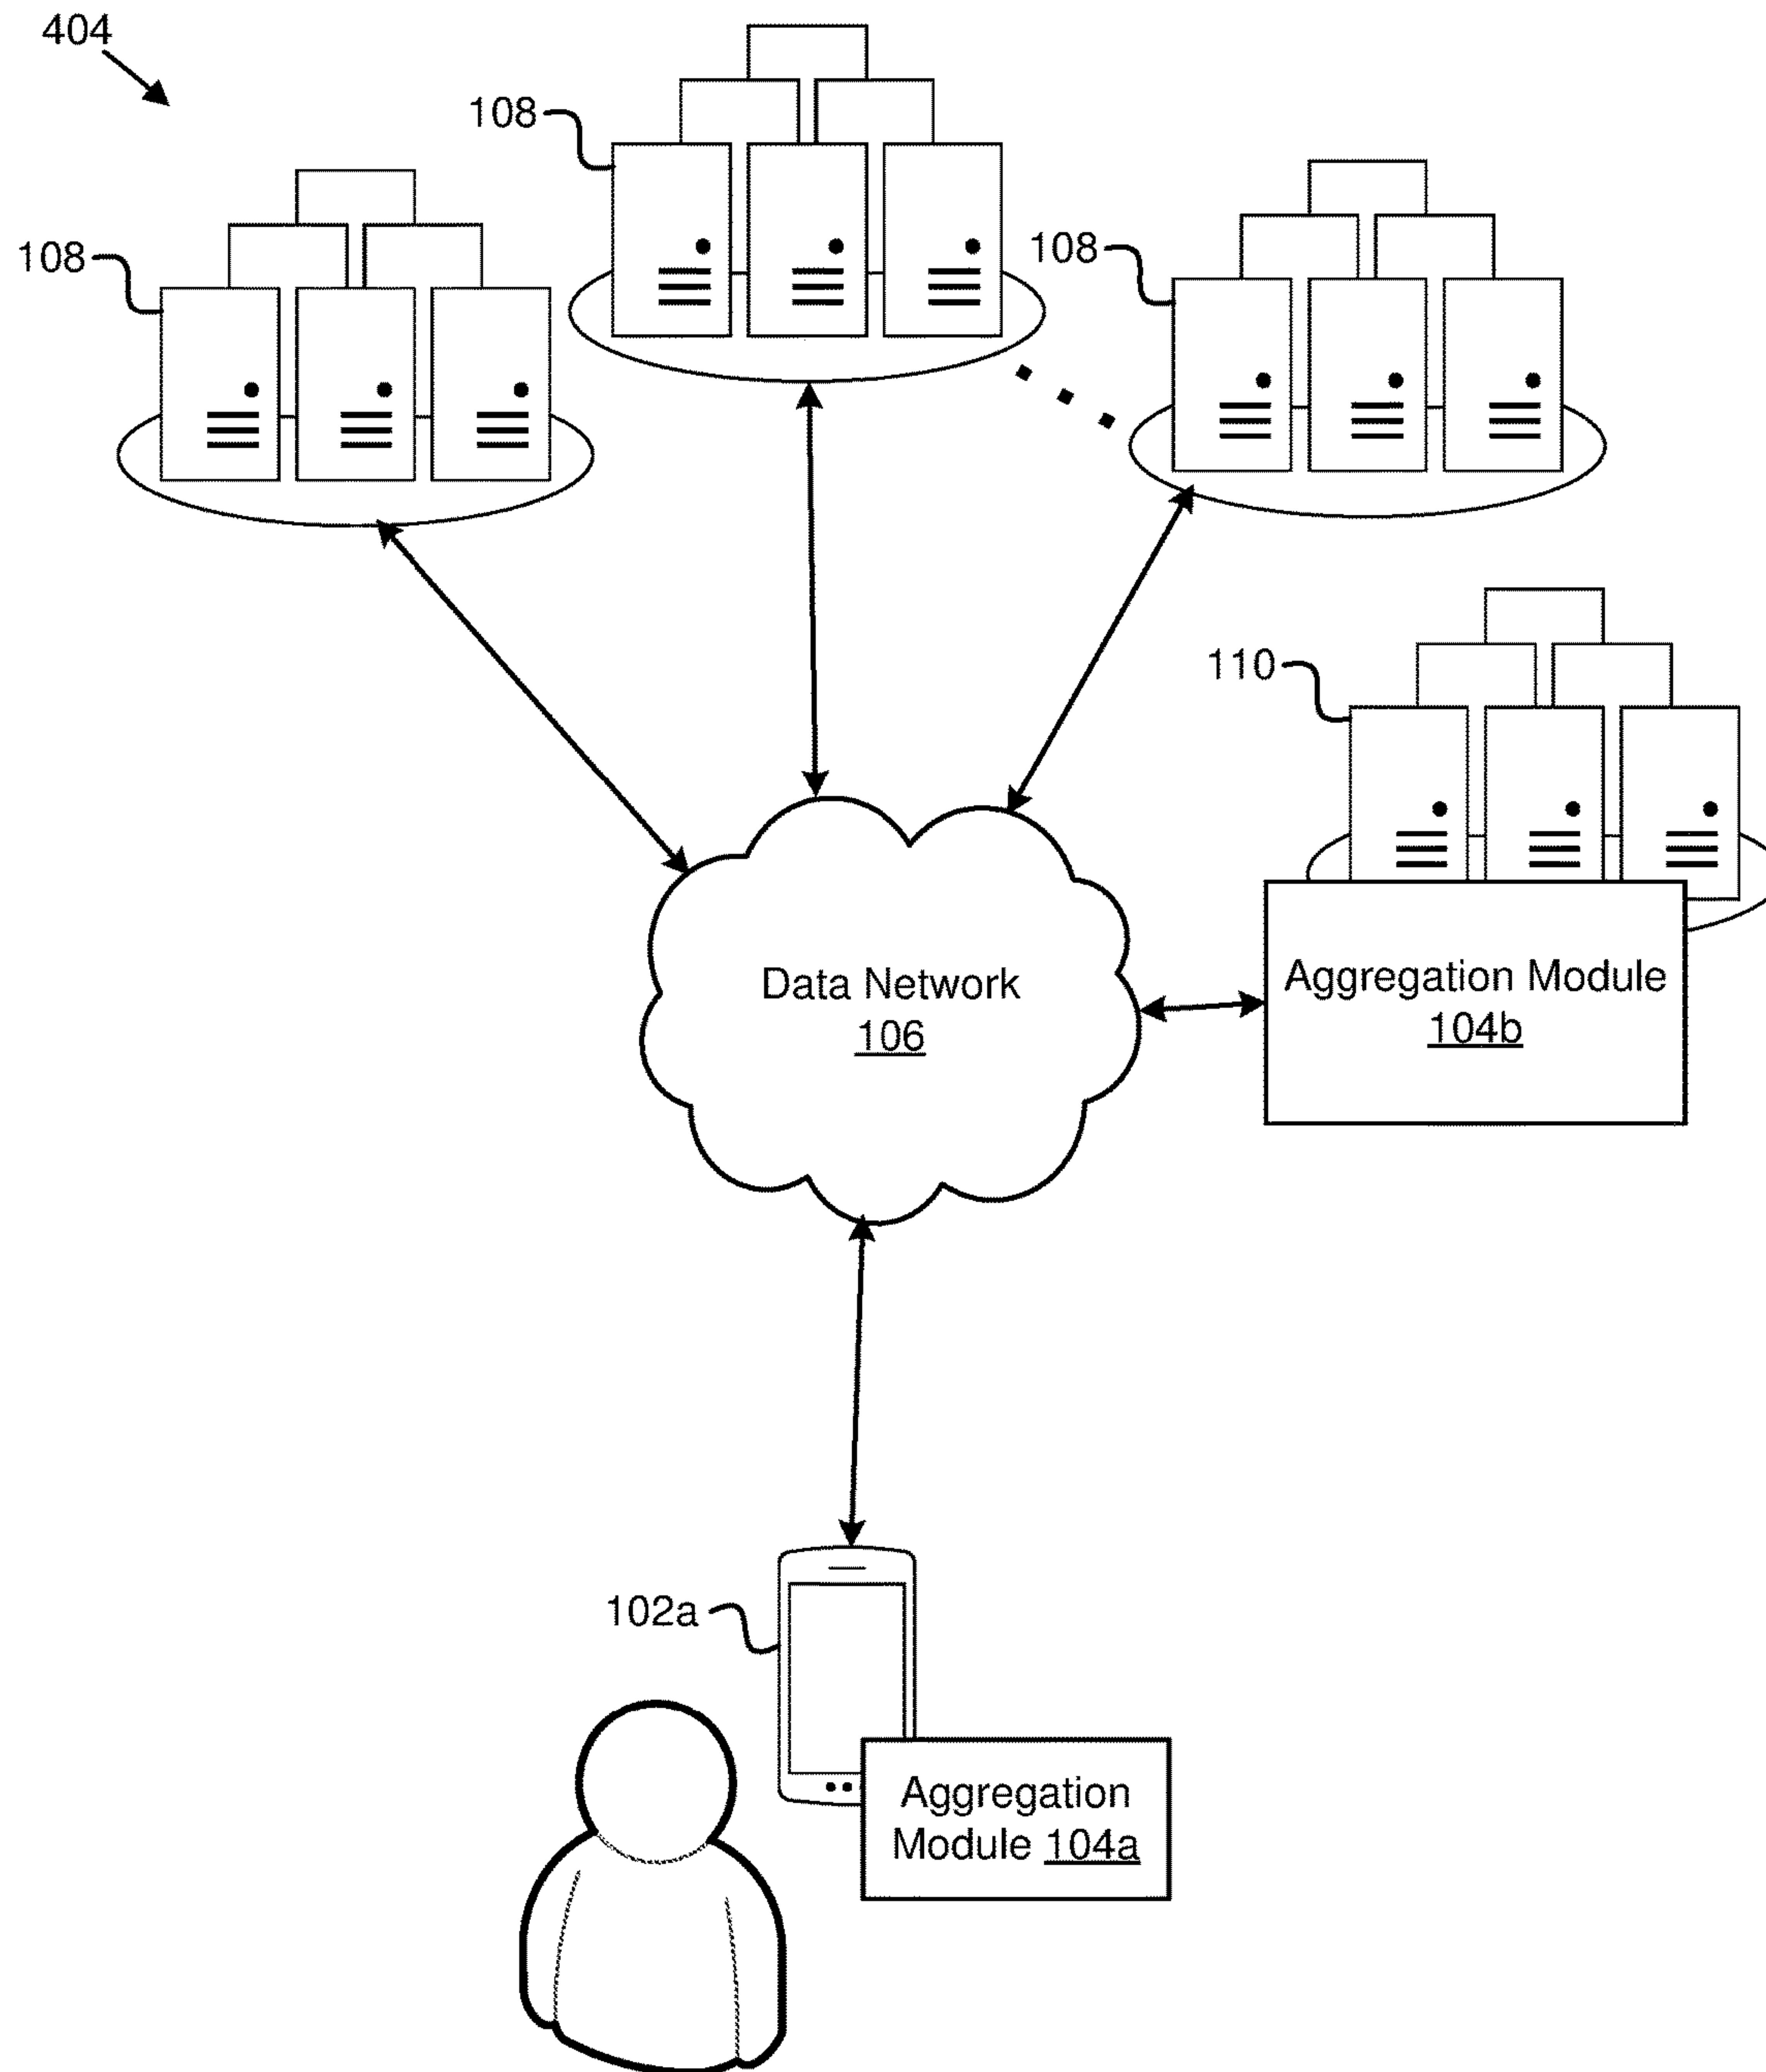 404
108
108
108
110
Data Network
106
Aggregation Module
104b
102a
Aggregation
Module 104a